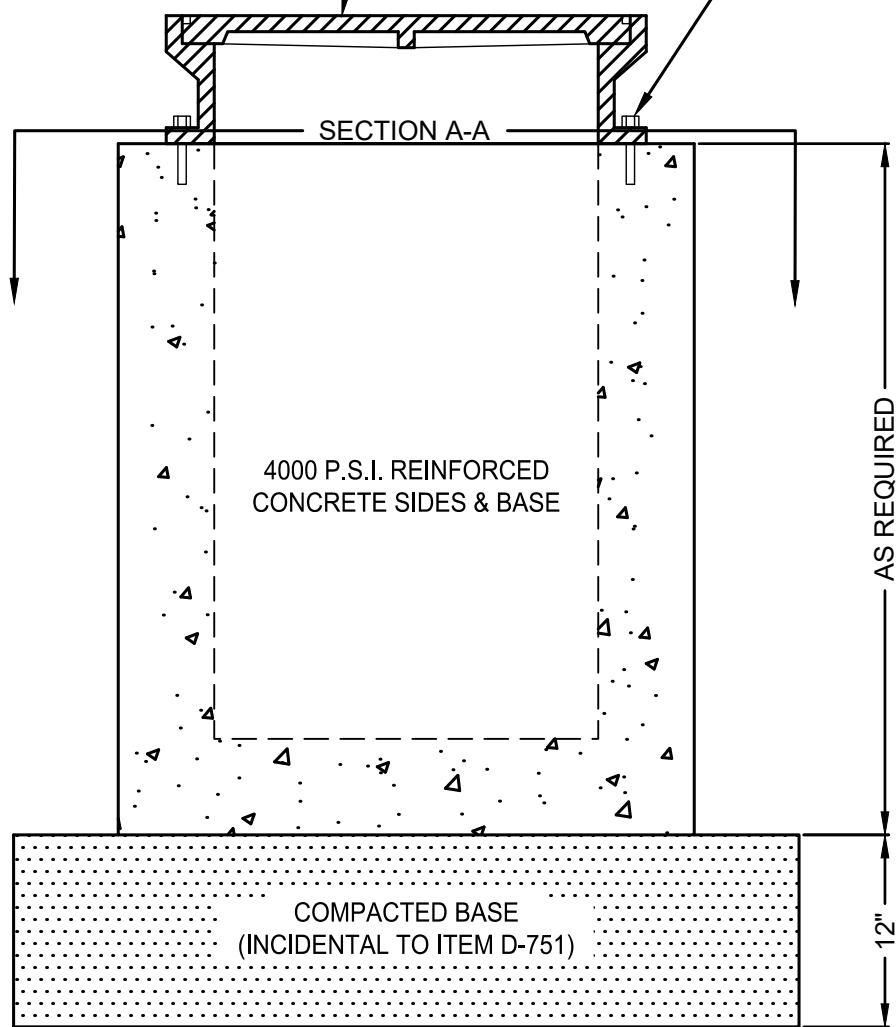 SECTION A-A
4000 P.S.I. REINFORCED
CONCRETE SIDES & BASE
AS REQUIRED
COMPACTED BASE
(INCIDENTAL TO ITEM D-751)
12"